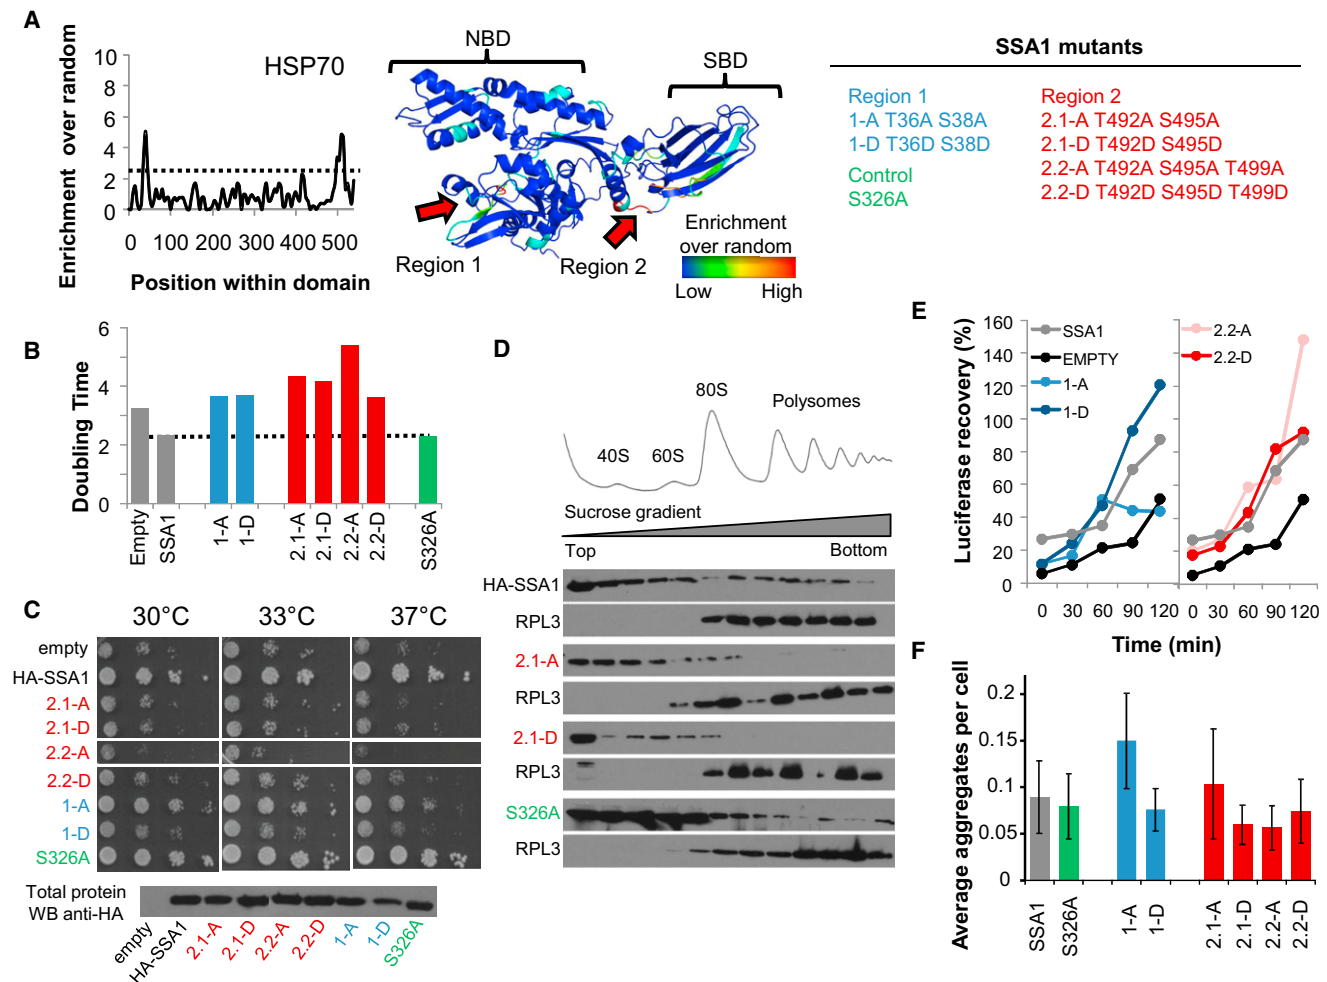 A
Enrichment over random
10
8
6
4
2
0
HSP70
0 100 200 300 400 500
Position within domain
NBD
SBD
Region 1
Region 2
Enrichment
over random
Low High
SSA1 mutants
Region 1
1-A T36A S38A
1-D T36D S38D
Control
S326A
Region 2
2.1-A T492A S495A
2.1-D T492D S495D
2.2-A T492A S495A T499A
2.2-D T492D S495D T499D
B
Doubling Time
6
4
2
0
Empty
SSA1
1-A
1-D
2.1-A
2.1-D
2.2-A
2.2-D
S326A
C
30°C 33°C 37°C
empty
HA-SSA1
2.1-A
2.1-D
2.2-A
2.2-D
1-A
1-D
S326A
Total protein
WB anti-HA
empty
HA-SSA1
2.1-A
2.1-D
2.2-A
2.2-D
1-A
1-D
S326A
D
40S
60S
80S
Polysomes
Sucrose gradient
Top Bottom
HA-SSA1
RPL3
2.1-A
RPL3
2.1-D
RPL3
S326A
RPL3
E
Luciferase recovery (%)
160
140
120
100
80
60
40
20
0
SSA1
EMPTY
1-A
1-D
2.2-A
2.2-D
0 30 60 90 120
0 30 60 90 120
Time (min)
F
Average aggregates per cell
0.2
0.15
0.1
0.05
0
SSA1
S326A
1-A
1-D
2.1-A
2.1-D
2.2-A
2.2-D